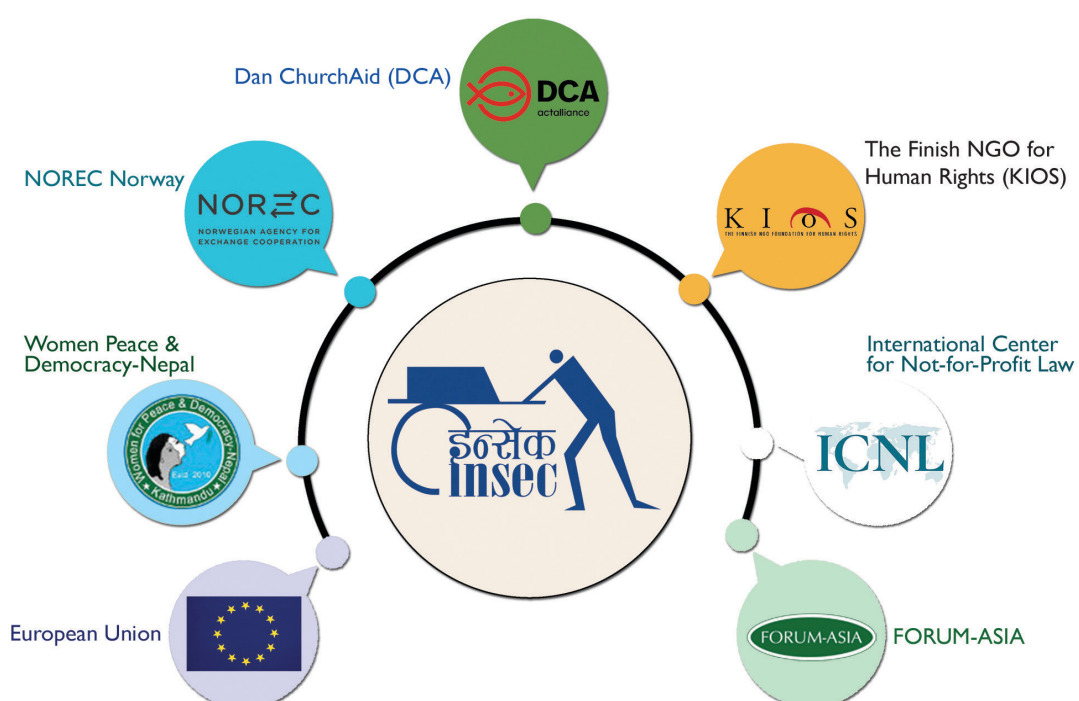 Dan ChurchAid (DCA)
DCA
actalliance
NOREC Norway
NOREC
NORWEGIAN AGENCY FOR
EXCHANGE COOPERATION
The Finish NGO for
Human Rights (KIOS)
KIOS
THE FINNISH NGO FOUNDATION FOR HUMAN RIGHTS
Women Peace &
Democracy-Nepal
Women for Peace & Democracy-Nepal
Estd 2010
★ Kathmandu ★
इन्सेक
insec
International Center
for Not-for-Profit Law
ICNL
European Union
FORUM-ASIA
FORUM-ASIA